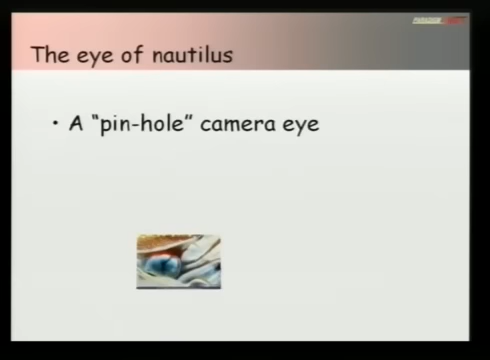 The eye of nautilus
• A “pin-hole” camera eye